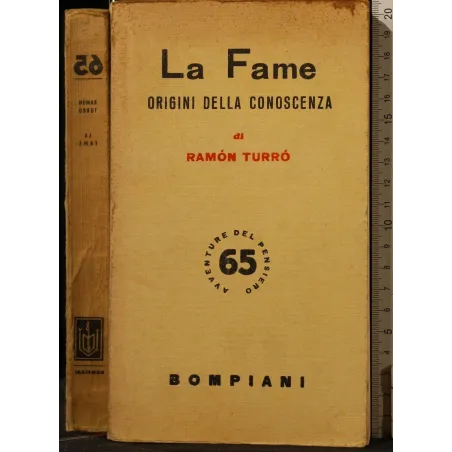 La Fame
ORIGINI DELLA CONOSCENZA
di
RAMÓN TURRÓ
AVVENTURE DEL PENSIERO
65
BOMPIANI
65